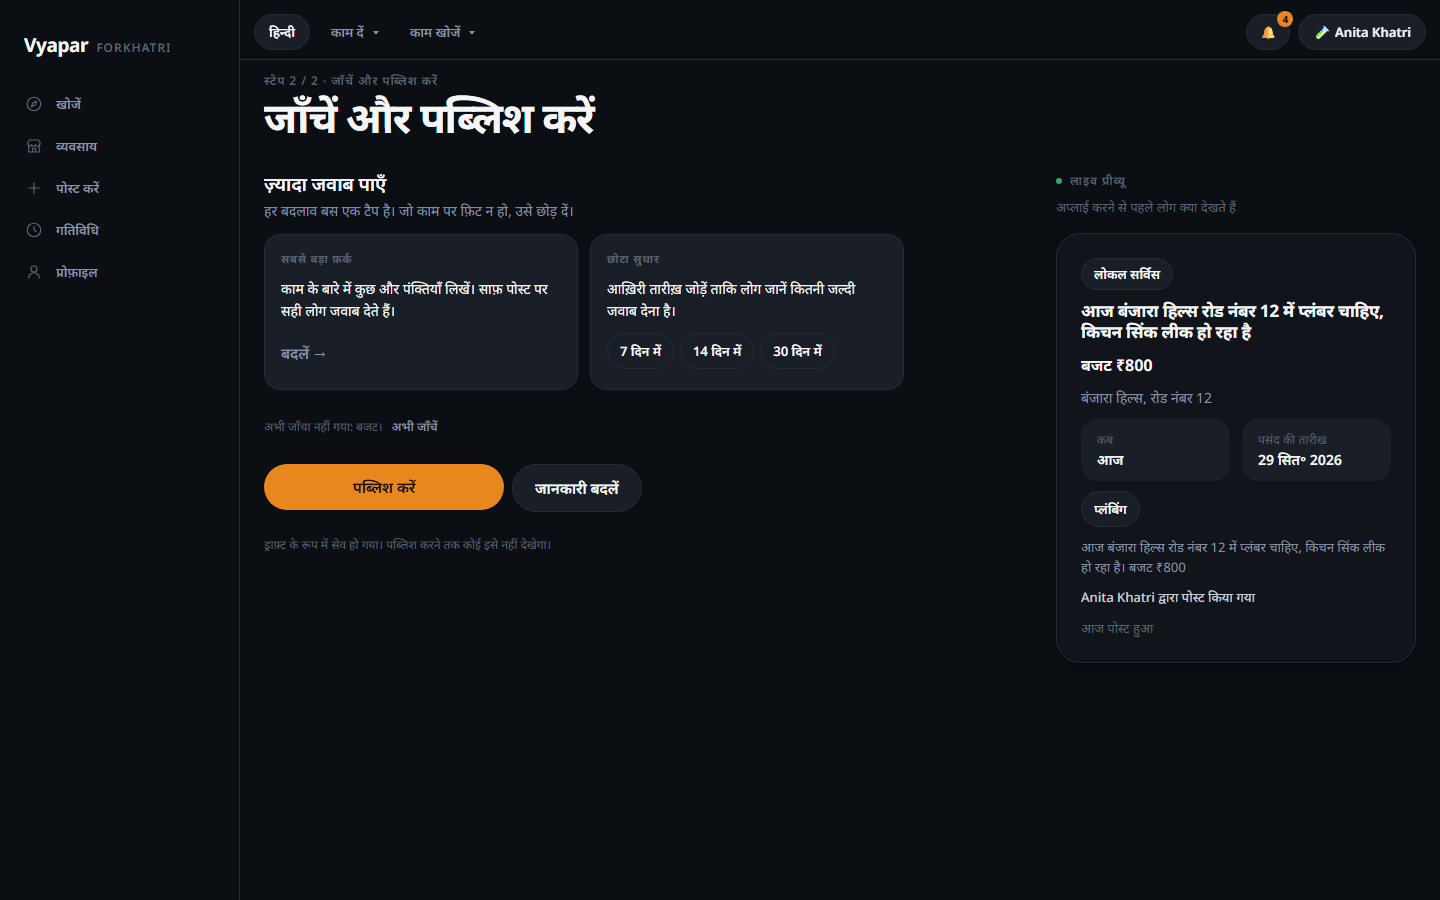 Vyapar FORKHATRI
खोजें
व्यवसाय
पोस्ट करें
गतिविधि
प्रोफ़ाइल
हिन्दी काम दें काम खोजें
4
Anita Khatri
स्टेप 2 / 2 · जाँचें और पब्लिश करें
जाँचें और पब्लिश करें
ज़्यादा जवाब पाएँ
हर बदलाव बस एक टैप है। जो काम पर फ़िट न हो, उसे छोड़ दें।
सबसे बड़ा फ़र्क
काम के बारे में कुछ और पंक्तियाँ लिखें। साफ़ पोस्ट पर
सही लोग जवाब देते हैं।
बदलें →
छोटा सुधार
आख़िरी तारीख़ जोड़ें ताकि लोग जानें कितनी जल्दी
जवाब देना है।
7 दिन में 14 दिन में 30 दिन में
अभी जाँचा नहीं गया: बजट। अभी जाँचें
पब्लिश करें जानकारी बदलें
ड्राफ़्ट के रूप में सेव हो गया। पब्लिश करने तक कोई इसे नहीं देखेगा।
लाइव प्रीव्यू
अप्लाई करने से पहले लोग क्या देखते हैं
लोकल सर्विस
आज बंजारा हिल्स रोड नंबर 12 में प्लंबर चाहिए,
किचन सिंक लीक हो रहा है
बजट ₹800
बंजारा हिल्स, रोड नंबर 12
कब
आज
पसंद की तारीख
29 सित॰ 2026
प्लंबिंग
आज बंजारा हिल्स रोड नंबर 12 में प्लंबर चाहिए, किचन सिंक लीक
हो रहा है। बजट ₹800
Anita Khatri द्वारा पोस्ट किया गया
आज पोस्ट हुआ